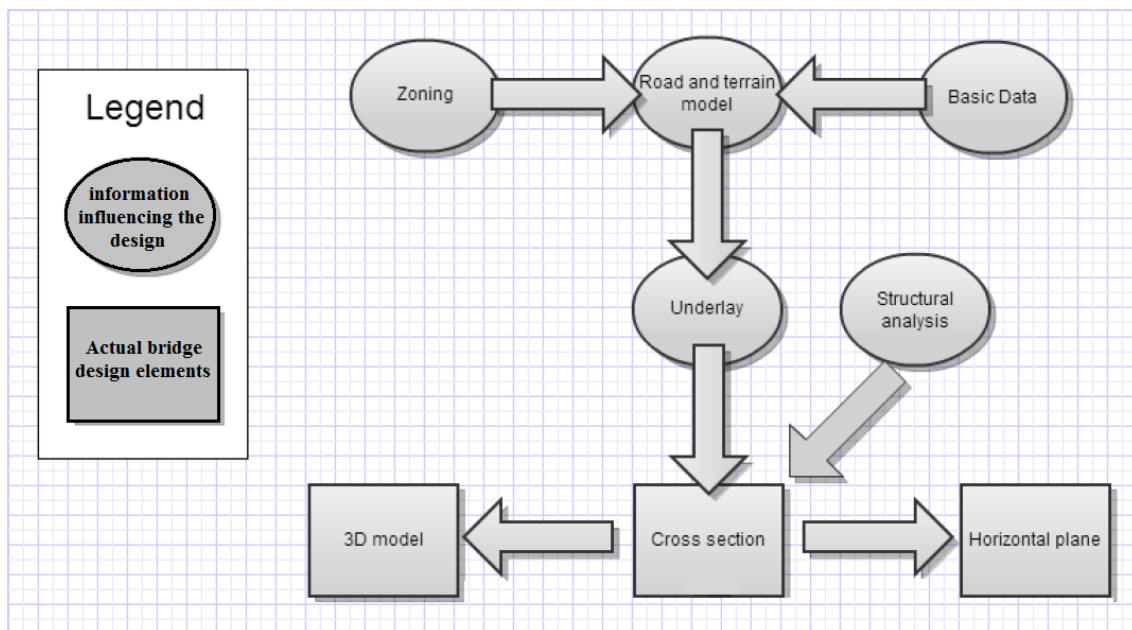 Legend
information
influencing the
design
Actual bridge
design elements
Zoning
Road and terrain
model
Basic Data
Underlay
Structural
analysis
3D model
Cross section
Horizontal plane